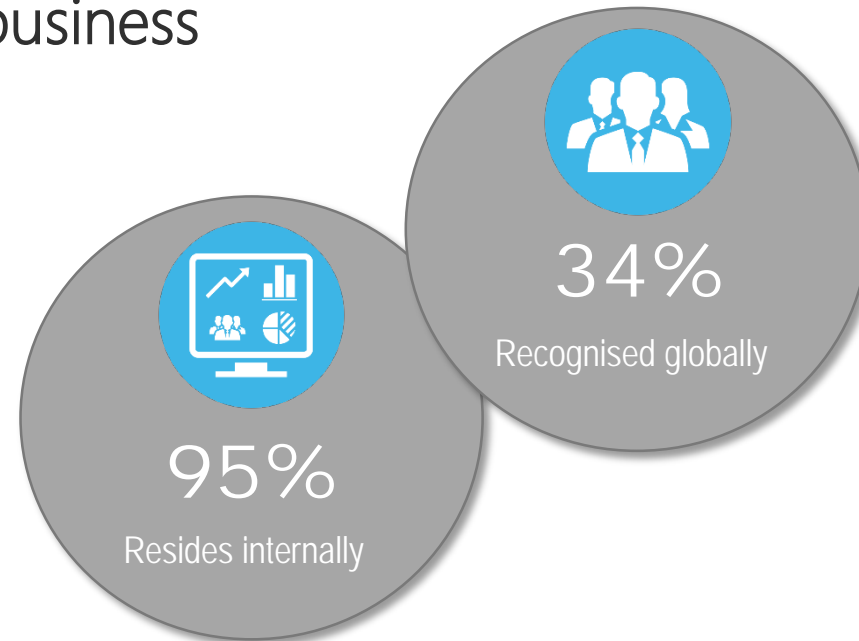 business
34%
Recognised globally
95%
Resides internally